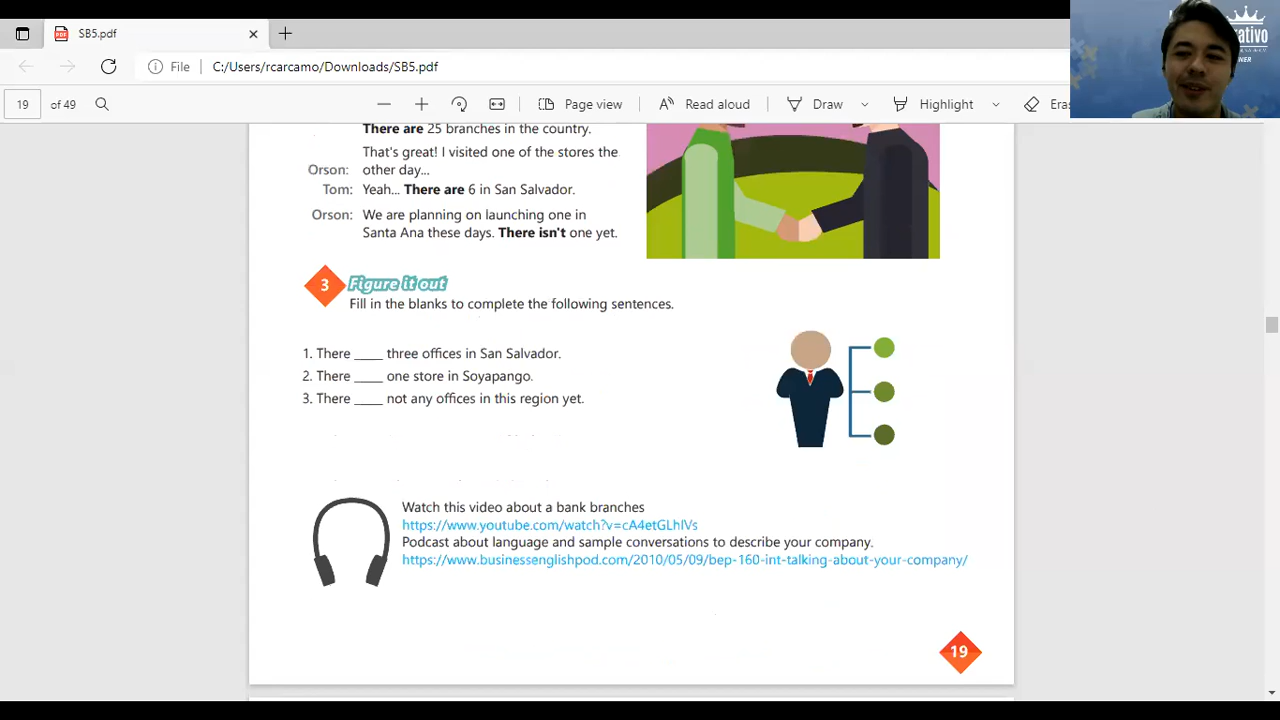 SB5.pdf
File
C:/Users/rcarcamo/Downloads/SB5.pdf
19 of 49
Page view
Read aloud
Draw
Highlight
There are 25 branches in the country.
That's great! I visited one of the stores the
Orson: other day...
Tom: Yeah... There are 6 in San Salvador.
Orson: We are planning on launching one in
Santa Ana these days. There isn't one yet.
3 Figure it out
Fill in the blanks to complete the following sentences.
1. There ____ three offices in San Salvador.
2. There ____ one store in Soyapango.
3. There ____ not any offices in this region yet.
Watch this video about a bank branches
https://www.youtube.com/watch?v=cA4etGLhIVs
Podcast about language and sample conversations to describe your company.
https://www.businessenglishpod.com/2010/05/09/bep-160-int-talking-about-your-company/
19